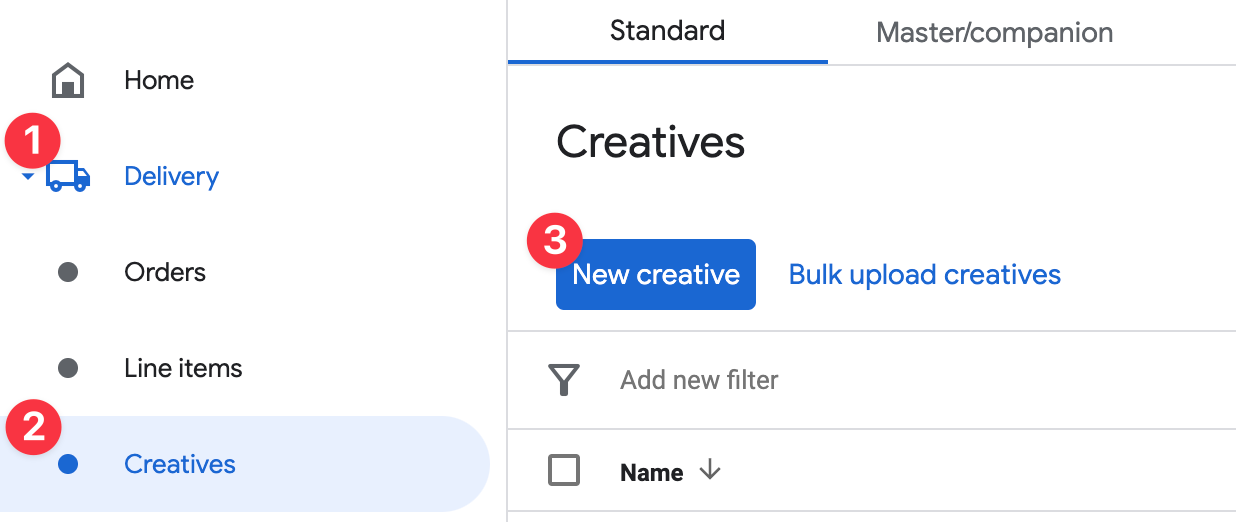 Home
1
Delivery
Orders
Line items
2
Creatives
Standard
Master/companion
Creatives
3
New creative
Bulk upload creatives
Add new filter
Name